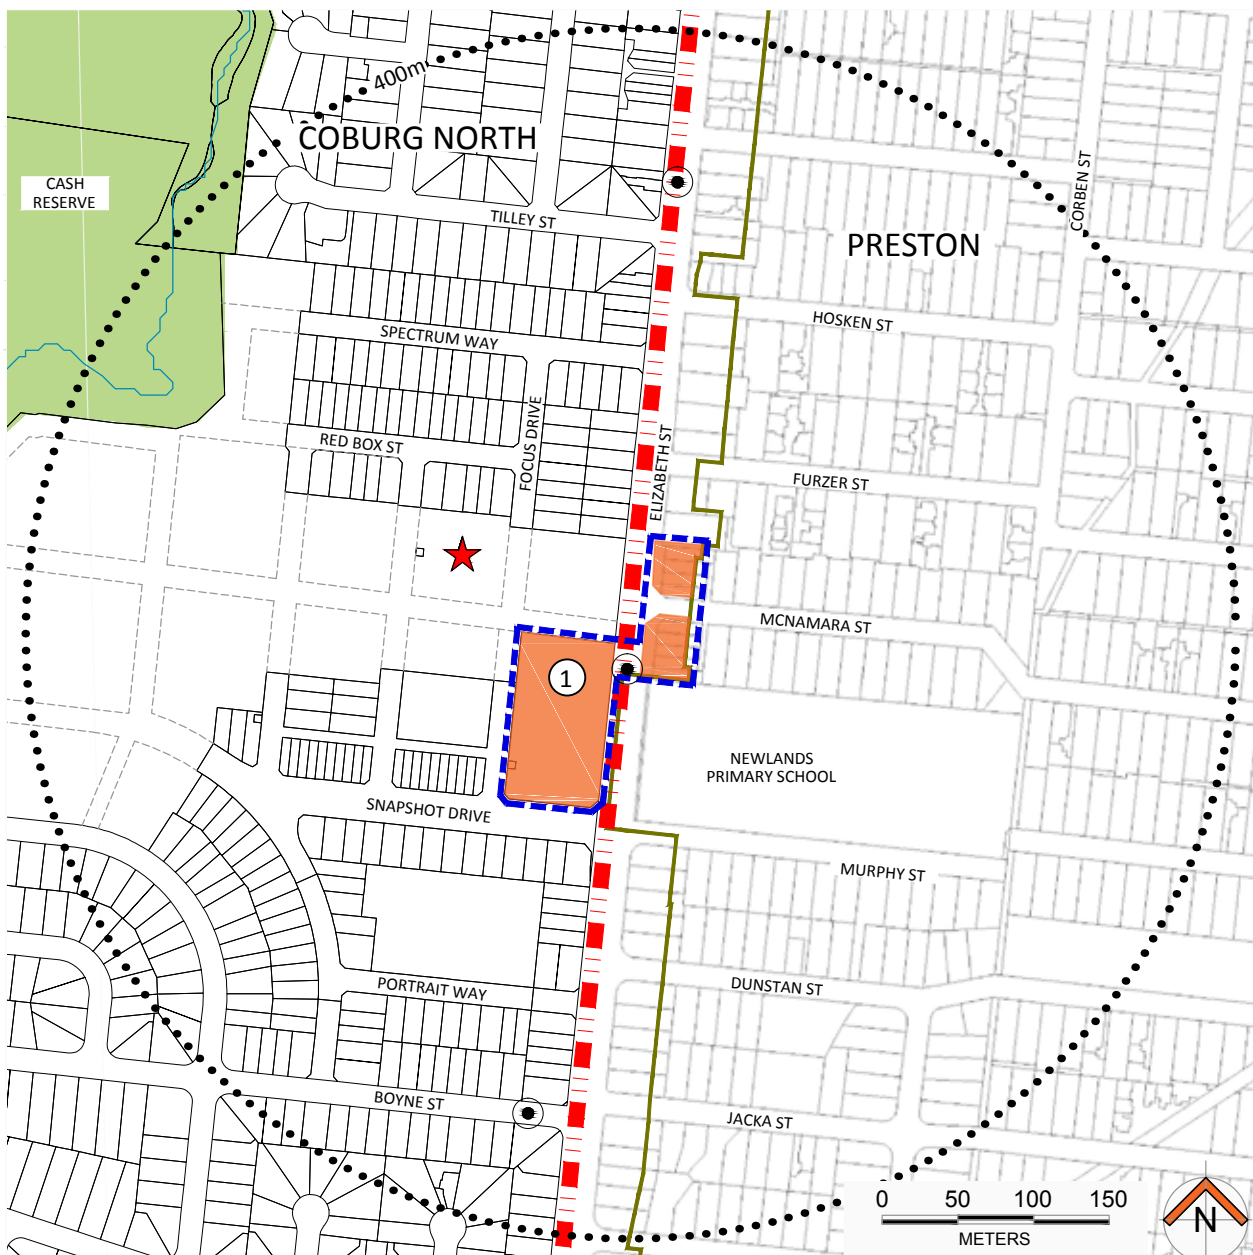 400m
COBURG NORTH
CASH
RESERVE
CORBEN ST
TILLEY ST
PRESTON
HOSKEN ST
SPECTRUM WAY
FOCUS DRIVE
RED BOX ST
ELIZABETH ST
FURZER ST
MCNAMARA ST
1
NEWLANDS
PRIMARY SCHOOL
SNAPSHOT DRIVE
MURPHY ST
PORTRAIT WAY
DUNSTAN ST
BOYNE ST
JACKA ST
0 50 100 150
METERS
N